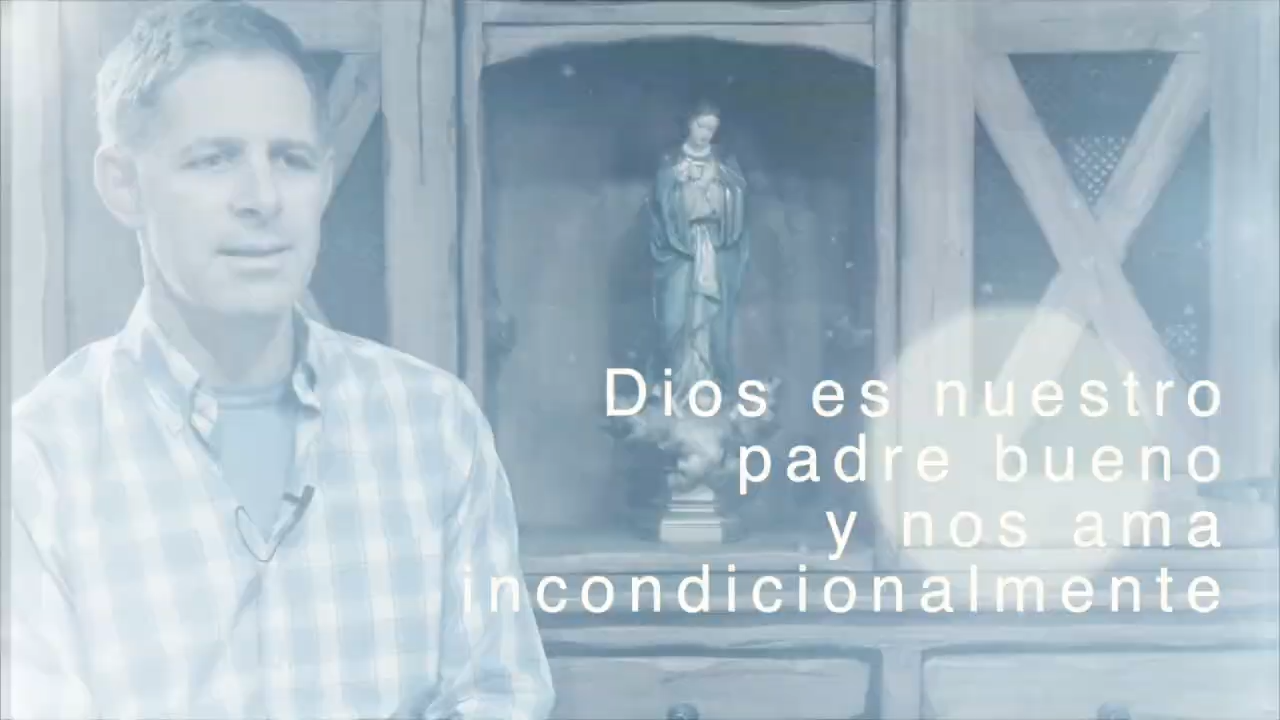 Dios es nuestro
padre bueno
y nos ama
incondicionalmente